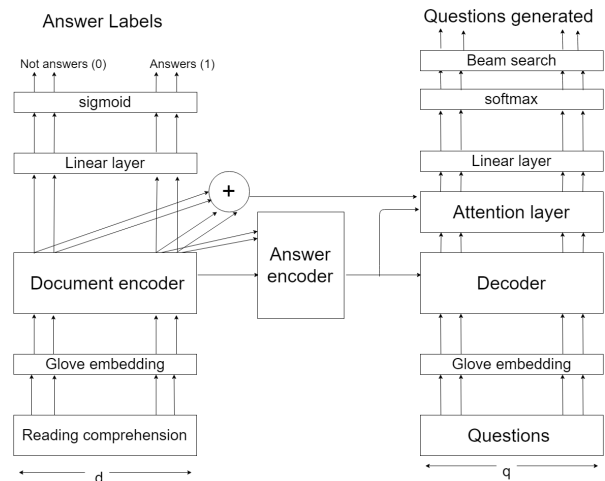 Answer Labels
Not answers (0)
Answers (1)
sigmoid
Linear layer
Document encoder
Glove embedding
Reading comprehension
d
+
Answer
encoder
Questions generated
Beam search
softmax
Linear layer
Attention layer
Decoder
Glove embedding
Questions
q